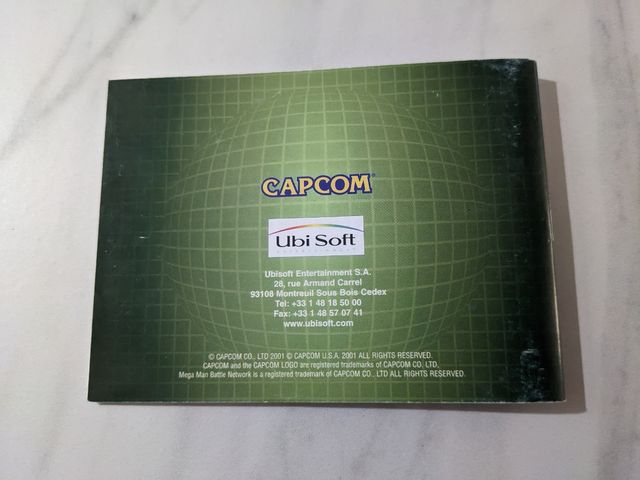 CAPCOM
Ubi Soft
ENTERTAINMENT
Ubisoft Entertainment S.A.
28, rue Armand Carrel
93108 Montreuil Sous Bois Cedex
Tel: +33 1 48 18 50 00
Fax: +33 1 48 57 07 41
www.ubisoft.com
© CAPCOM CO., LTD 2001 © CAPCOM U.S.A. 2001 ALL RIGHTS RESERVED.
CAPCOM and the CAPCOM LOGO are registered trademarks of CAPCOM CO. LTD.
Mega Man Battle Network is a registered trademark of CAPCOM CO., LTD ALL RIGHTS RESERVED.